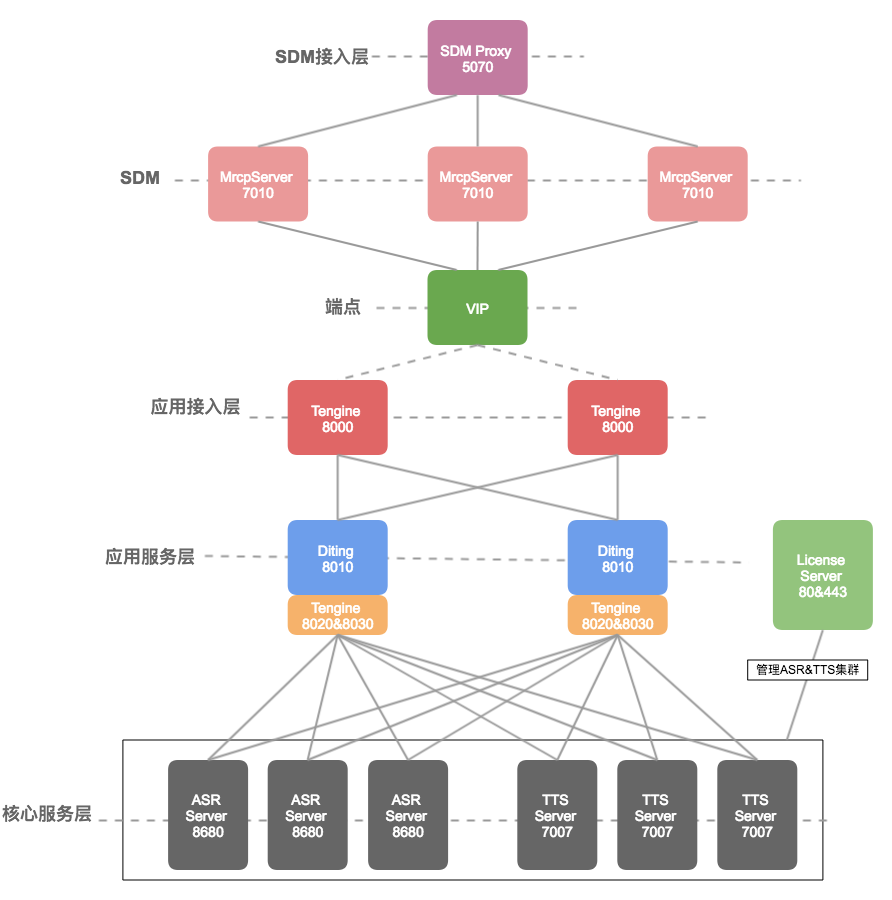 SDM接入层
SDM Proxy
5070
SDM
MrcpServer
7010
MrcpServer
7010
MrcpServer
7010
端点
VIP
应用接入层
Tengine
8000
Tengine
8000
应用服务层
Diting
8010
Diting
8010
License
Server
80&443
Tengine
8020&8030
Tengine
8020&8030
管理ASR&TTS集群
核心服务层
ASR
Server
8680
ASR
Server
8680
ASR
Server
8680
TTS
Server
7007
TTS
Server
7007
TTS
Server
7007